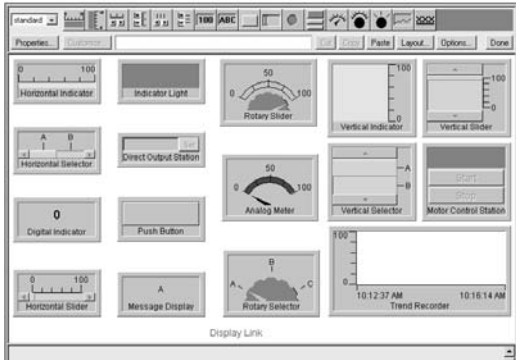 standard
100 ABC
Properties... Customize... Cut Copy Paste Layout... Options... Done
0 100
Horizontal Indicator
Indicator Light
0 50 100
Rotary Slider
100
0
Vertical Indicator
100
0
Vertical Slider
A B
Horizontal Selector
Set
Direct Output Station
0 50 100
Analog Meter
A
B
Vertical Selector
Start
Stop
Motor Control Station
0
Digital Indicator
Push Button
0 100
Horizontal Slider
A
Message Display
A B C
Rotary Selector
100
0
10:12:37 AM 10:16:14 AM
Trend Recorder
Display Link